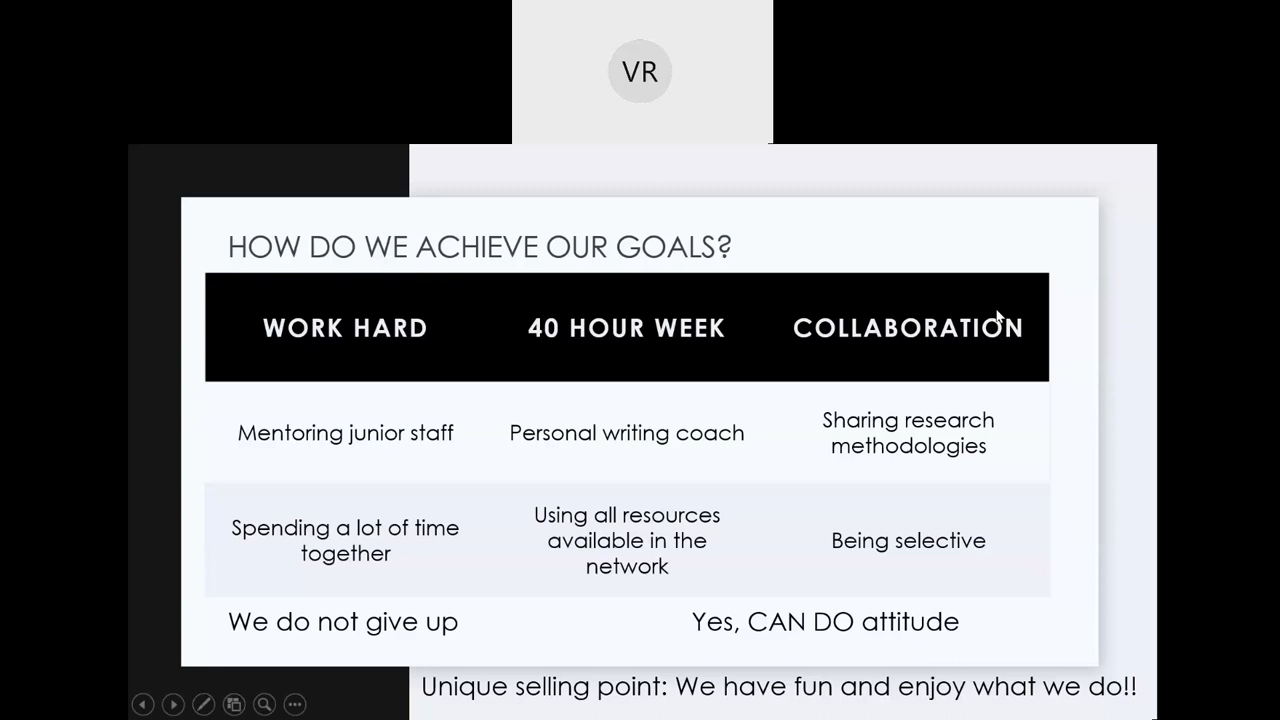 VR
HOW DO WE ACHIEVE OUR GOALS?
WORK HARD
40 HOUR WEEK
COLLABORATION
Mentoring junior staff
Personal writing coach
Sharing research
methodologies
Spending a lot of time
together
Using all resources
available in the
network
Being selective
We do not give up
Yes, CAN DO attitude
Unique selling point: We have fun and enjoy what we do!!